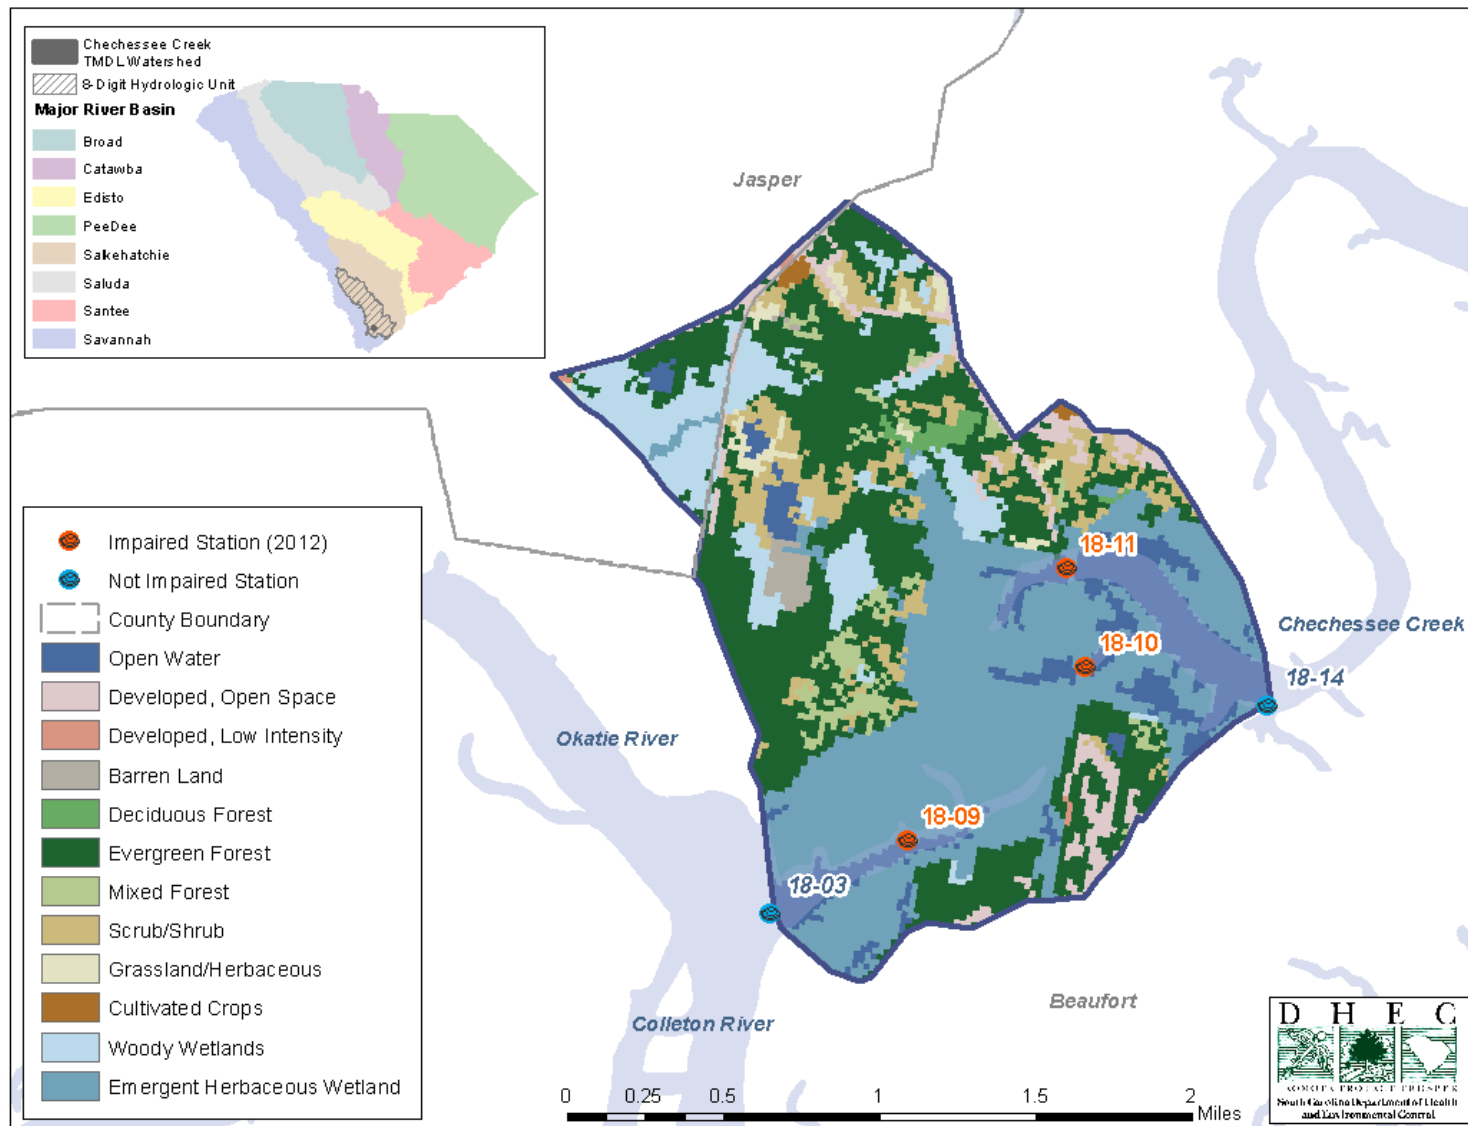 Chechessee Creek
TMDL Watershed
8-Digit Hydrologic Unit
Major River Basin
Broad
Catawba
Edisto
PeeDee
Salkehatchie
Saluda
Santee
Savannah
Jasper
Impaired Station (2012)
Not Impaired Station
County Boundary
Open Water
Developed, Open Space
Developed, Low Intensity
Barren Land
Deciduous Forest
Evergreen Forest
Mixed Forest
Scrub/Shrub
Grassland/Herbaceous
Cultivated Crops
Woody Wetlands
Emergent Herbaceous Wetland
18-11
Chechessee Creek
18-10
18-14
Okatie River
18-09
18-03
Beaufort
Colleton River
0 0.25 0.5 1 1.5 2
Miles
D H E C
PROMOTE PROTECT PROSPER
South Carolina Department of Health
and Environmental Control